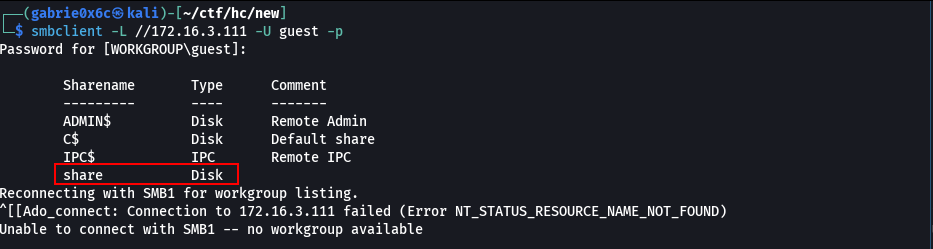 ┌──(gabrie0x6c㉿kali)-[~/ctf/hc/new]
└─$ smbclient -L //172.16.3.111 -U guest -p
Password for [WORKGROUP\guest]:
Sharename Type Comment
--------- ---- -------
ADMIN$ Disk Remote Admin
C$ Disk Default share
IPC$ IPC Remote IPC
share Disk
Reconnecting with SMB1 for workgroup listing.
^[[Ado_connect: Connection to 172.16.3.111 failed (Error NT_STATUS_RESOURCE_NAME_NOT_FOUND)
Unable to connect with SMB1 -- no workgroup available